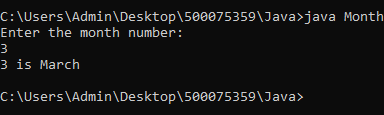 C:\Users\Admin\Desktop\500075359\Java>java Month
Enter the month number:
3
3 is March
C:\Users\Admin\Desktop\500075359\Java>